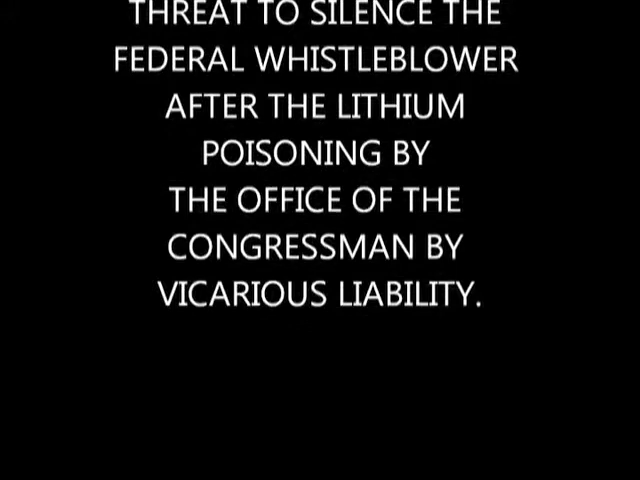 THREAT TO SILENCE THE
FEDERAL WHISTLEBLOWER
AFTER THE LITHIUM
POISONING BY
THE OFFICE OF THE
CONGRESSMAN BY
VICARIOUS LIABILITY.